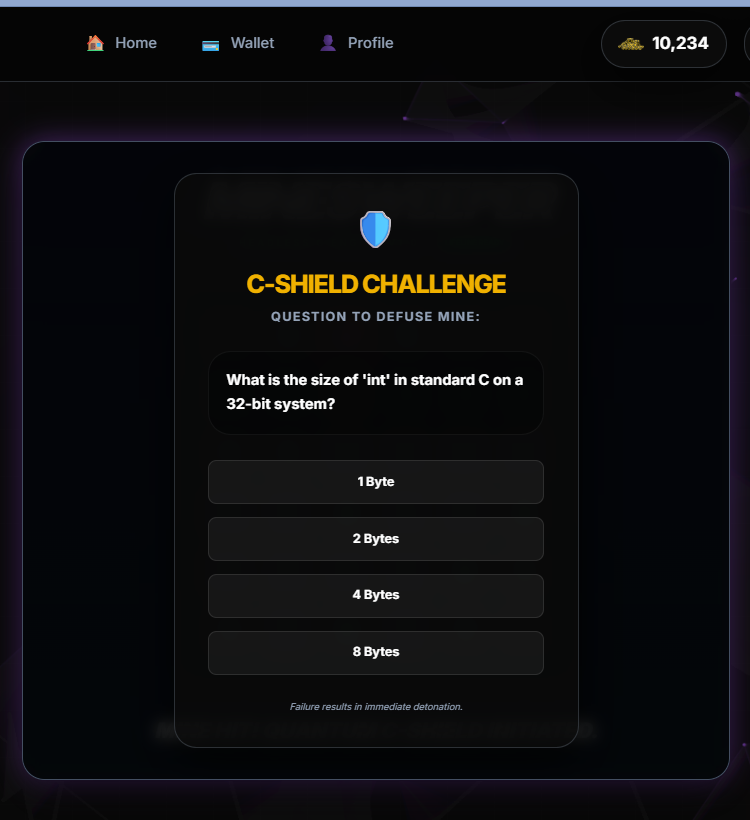 Home Wallet Profile 10,234
C-SHIELD CHALLENGE
QUESTION TO DEFUSE MINE:
What is the size of 'int' in standard C on a
32-bit system?
1 Byte
2 Bytes
4 Bytes
8 Bytes
Failure results in immediate detonation.